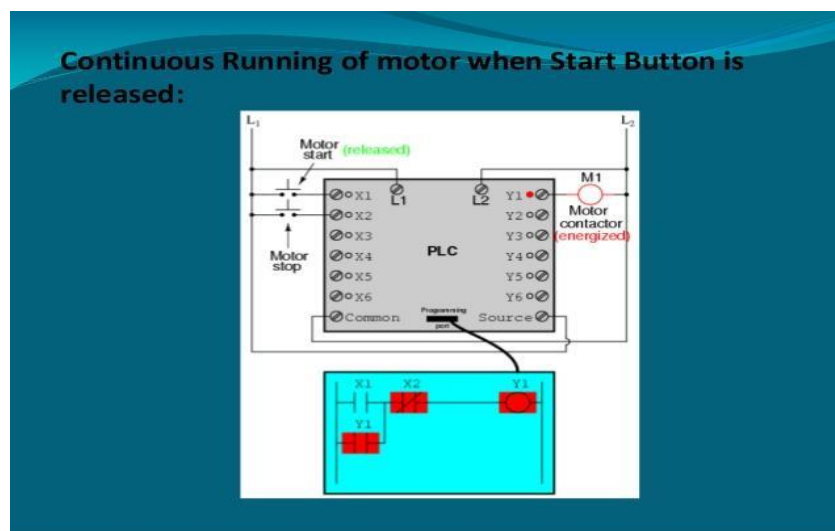 Continuous Running of motor when Start Button is
released:
L1
L2
Motor
start (released)
M1
X1
L1
L2
Y1
X2
Y2
Motor
contactor
(energized)
X3
Y3
Motor
stop
X4
PLC
Y4
X5
Y5
X6
Y6
Common
Programming
port
Source
X1
X2
Y1
Y1